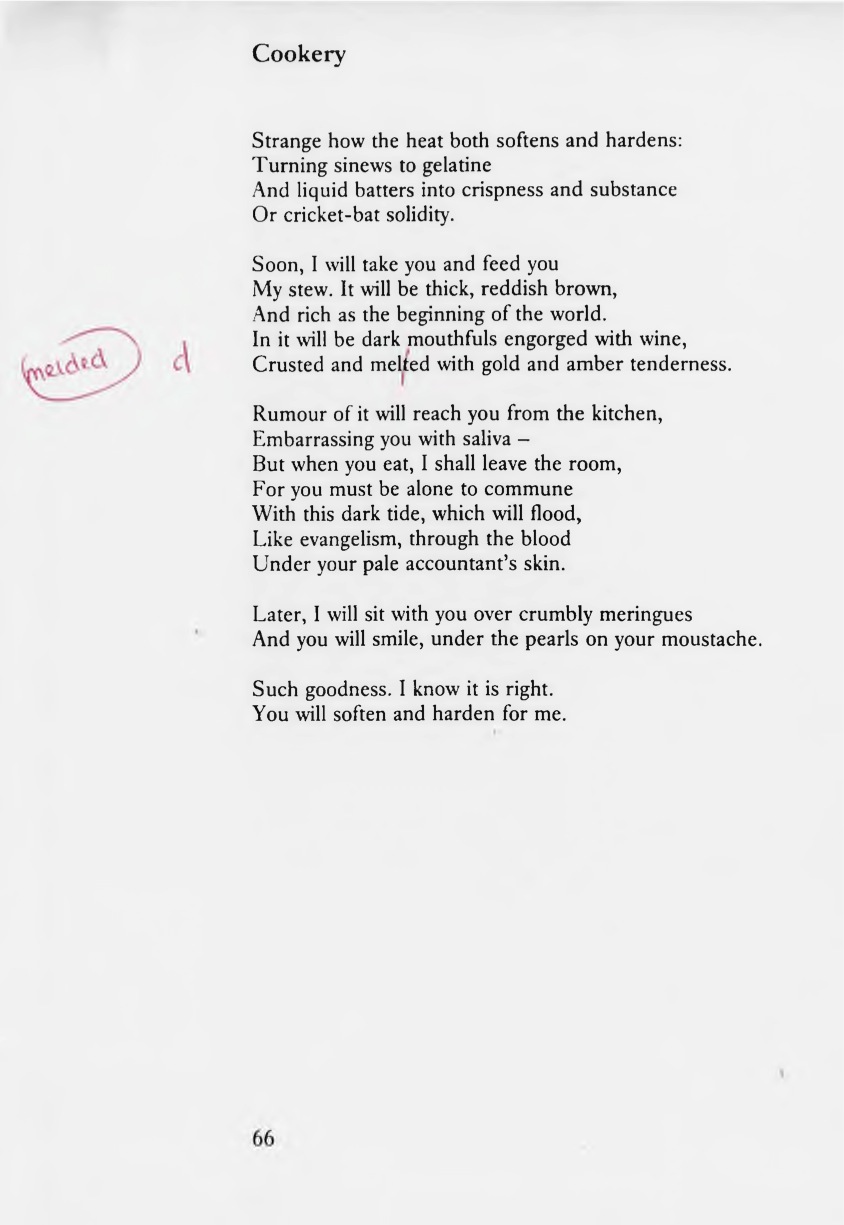 Cookery
Strange how the heat both softens and hardens:
Turning sinews to gelatine
And liquid batters into crispness and substance
Or cricket-bat solidity.
Soon, I will take you and feed you
My stew. It will be thick, reddish brown,
And rich as the beginning of the world.
In it will be dark mouthfuls engorged with wine,
melded d Crusted and melted with gold and amber tenderness.
Rumour of it will reach you from the kitchen,
Embarrassing you with saliva –
But when you eat, I shall leave the room,
For you must be alone to commune
With this dark tide, which will flood,
Like evangelism, through the blood
Under your pale accountant's skin.
Later, I will sit with you over crumbly meringues
And you will smile, under the pearls on your moustache.
Such goodness. I know it is right.
You will soften and harden for me.
66